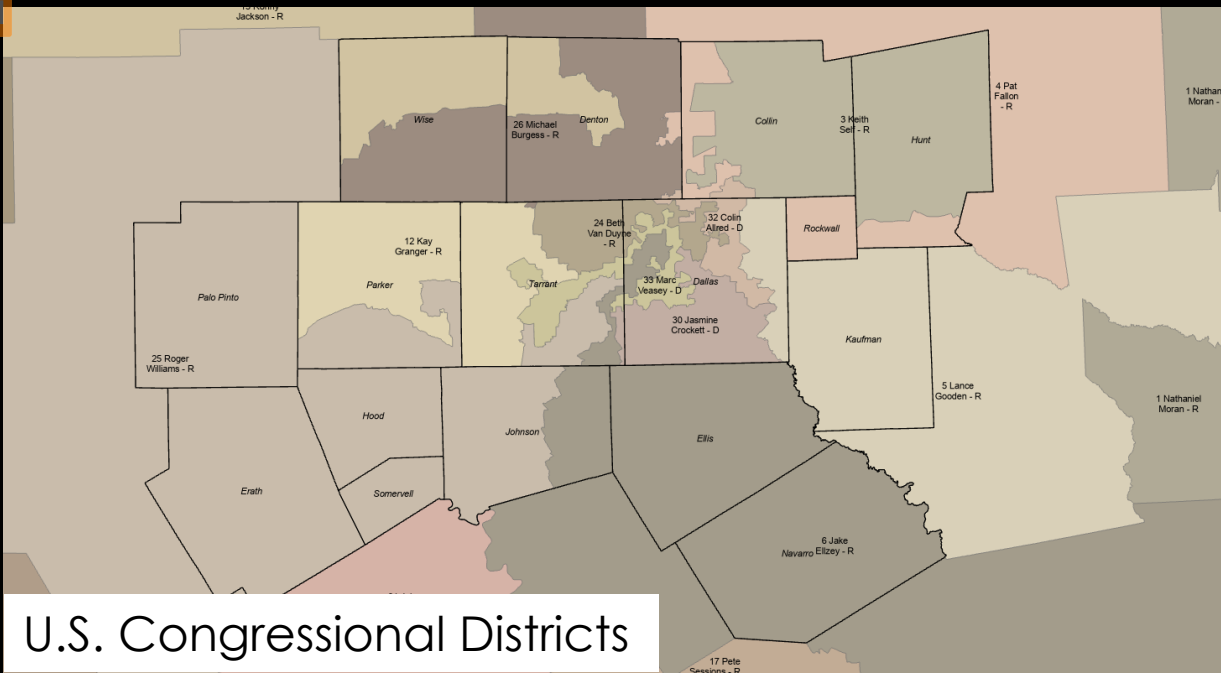 Jackson - R
4 Pat
Fallon
- R
1 Nathan
Moran -
Wise
26 Michael
Burgess - R
Denton
Collin
3 Keith
Self - R
Hunt
12 Kay
Granger - R
24 Beth
Van Duyne
- R
32 Colin
Allred - D
Rockwall
Palo Pinto
Parker
Tarrant
33 Marc
Veasey - D
Dallas
30 Jasmine
Crockett - D
Kaufman
25 Roger
Williams - R
5 Lance
Gooden - R
1 Nathaniel
Moran - R
Hood
Johnson
Ellis
Erath
Somervell
Navarro
6 Jake
Ellzey - R
U.S. Congressional Districts
17 Pete
Sessions - R